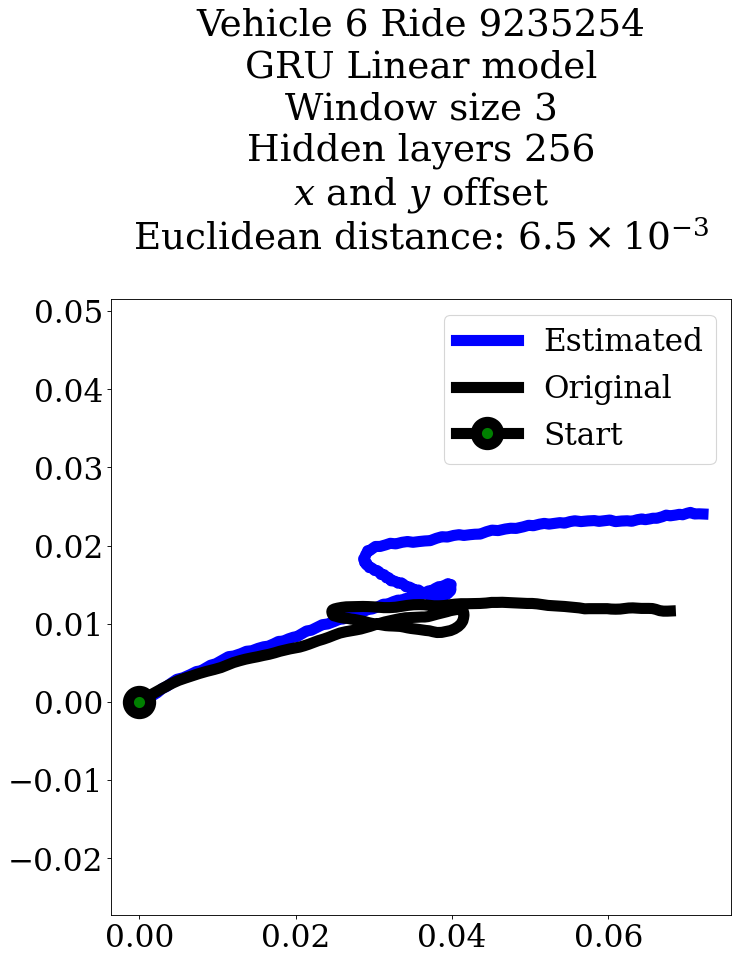 Vehicle 6 Ride 9235254
GRU Linear model
Window size 3
Hidden layers 256
x and y offset
Euclidean distance: 6.5 × 10⁻³
Estimated
Original
Start
0.05
0.04
0.03
0.02
0.01
0.00
−0.01
−0.02
0.00 0.02 0.04 0.06